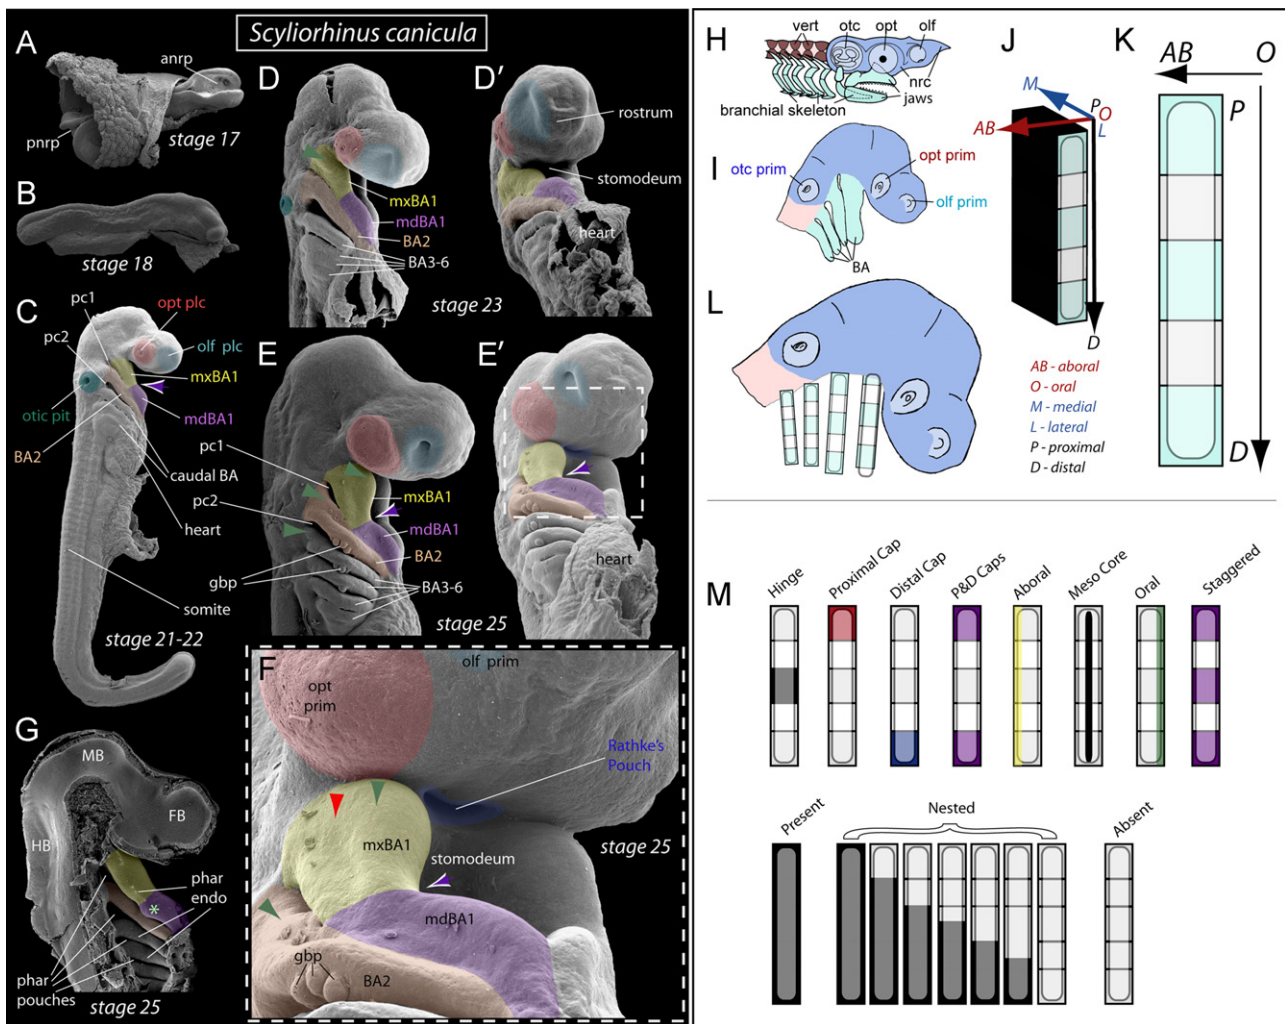 Scyliorhinus canicula
A
anrp
pnrp
stage 17
B
stage 18
C
pc1
opt plc
pc2
olf plc
mxBA1
otic pit
mdBA1
BA2
caudal BA
heart
somite
stage 21-22
D
D'
rostrum
stomodeum
mxBA1
mdBA1
BA2
BA3-6
heart
stage 23
E
E'
pc1
mxBA1
pc2
mdBA1
BA2
gbp
BA3-6
heart
stage 25
F
olf prim
opt prim
Rathke's
Pouch
stage 25
mxBA1
stomodeum
mdBA1
gbp
BA2
G
MB
FB
HB
phar
endo
*
phar
pouches
stage 25
H
vert
otc
opt
olf
nrc
jaws
branchial skeleton
I
otc prim
opt prim
olf prim
BA
J
M
P
O
AB
L
D
AB - aboral
O - oral
M - medial
L - lateral
P - proximal
D - distal
K
AB
O
P
D
L
M
Hinge
Proximal Cap
Distal Cap
P&D Caps
Aboral
Meso Core
Oral
Staggered
Present
Nested
Absent